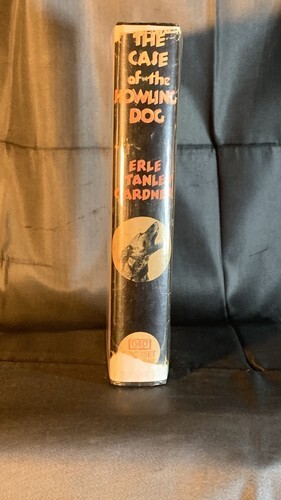 THE
CASE
of the
HOWLING
DOG
ERLE
STANLEY
GARDNER